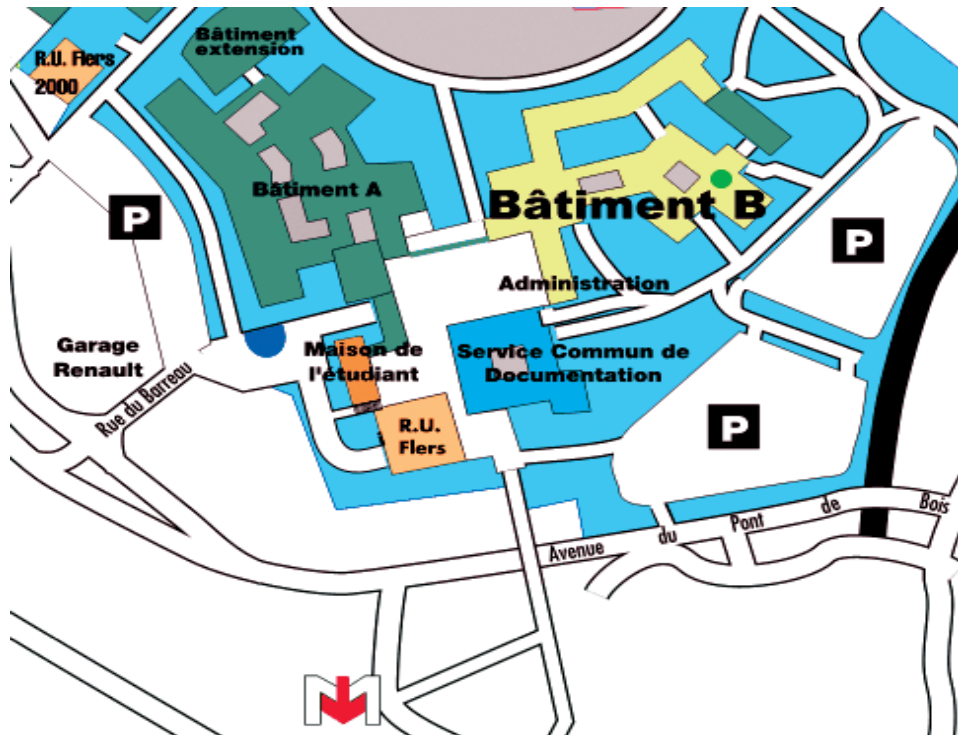 Bâtiment
extension
R.U. Flers
2000
Bâtiment A
P
Bâtiment B
P
Administration
Garage
Renault
Maison de
l'étudiant
Service Commun de
Documentation
Rue du Barreau
R.U.
Flers
P
Avenue du Pont de Bois
M